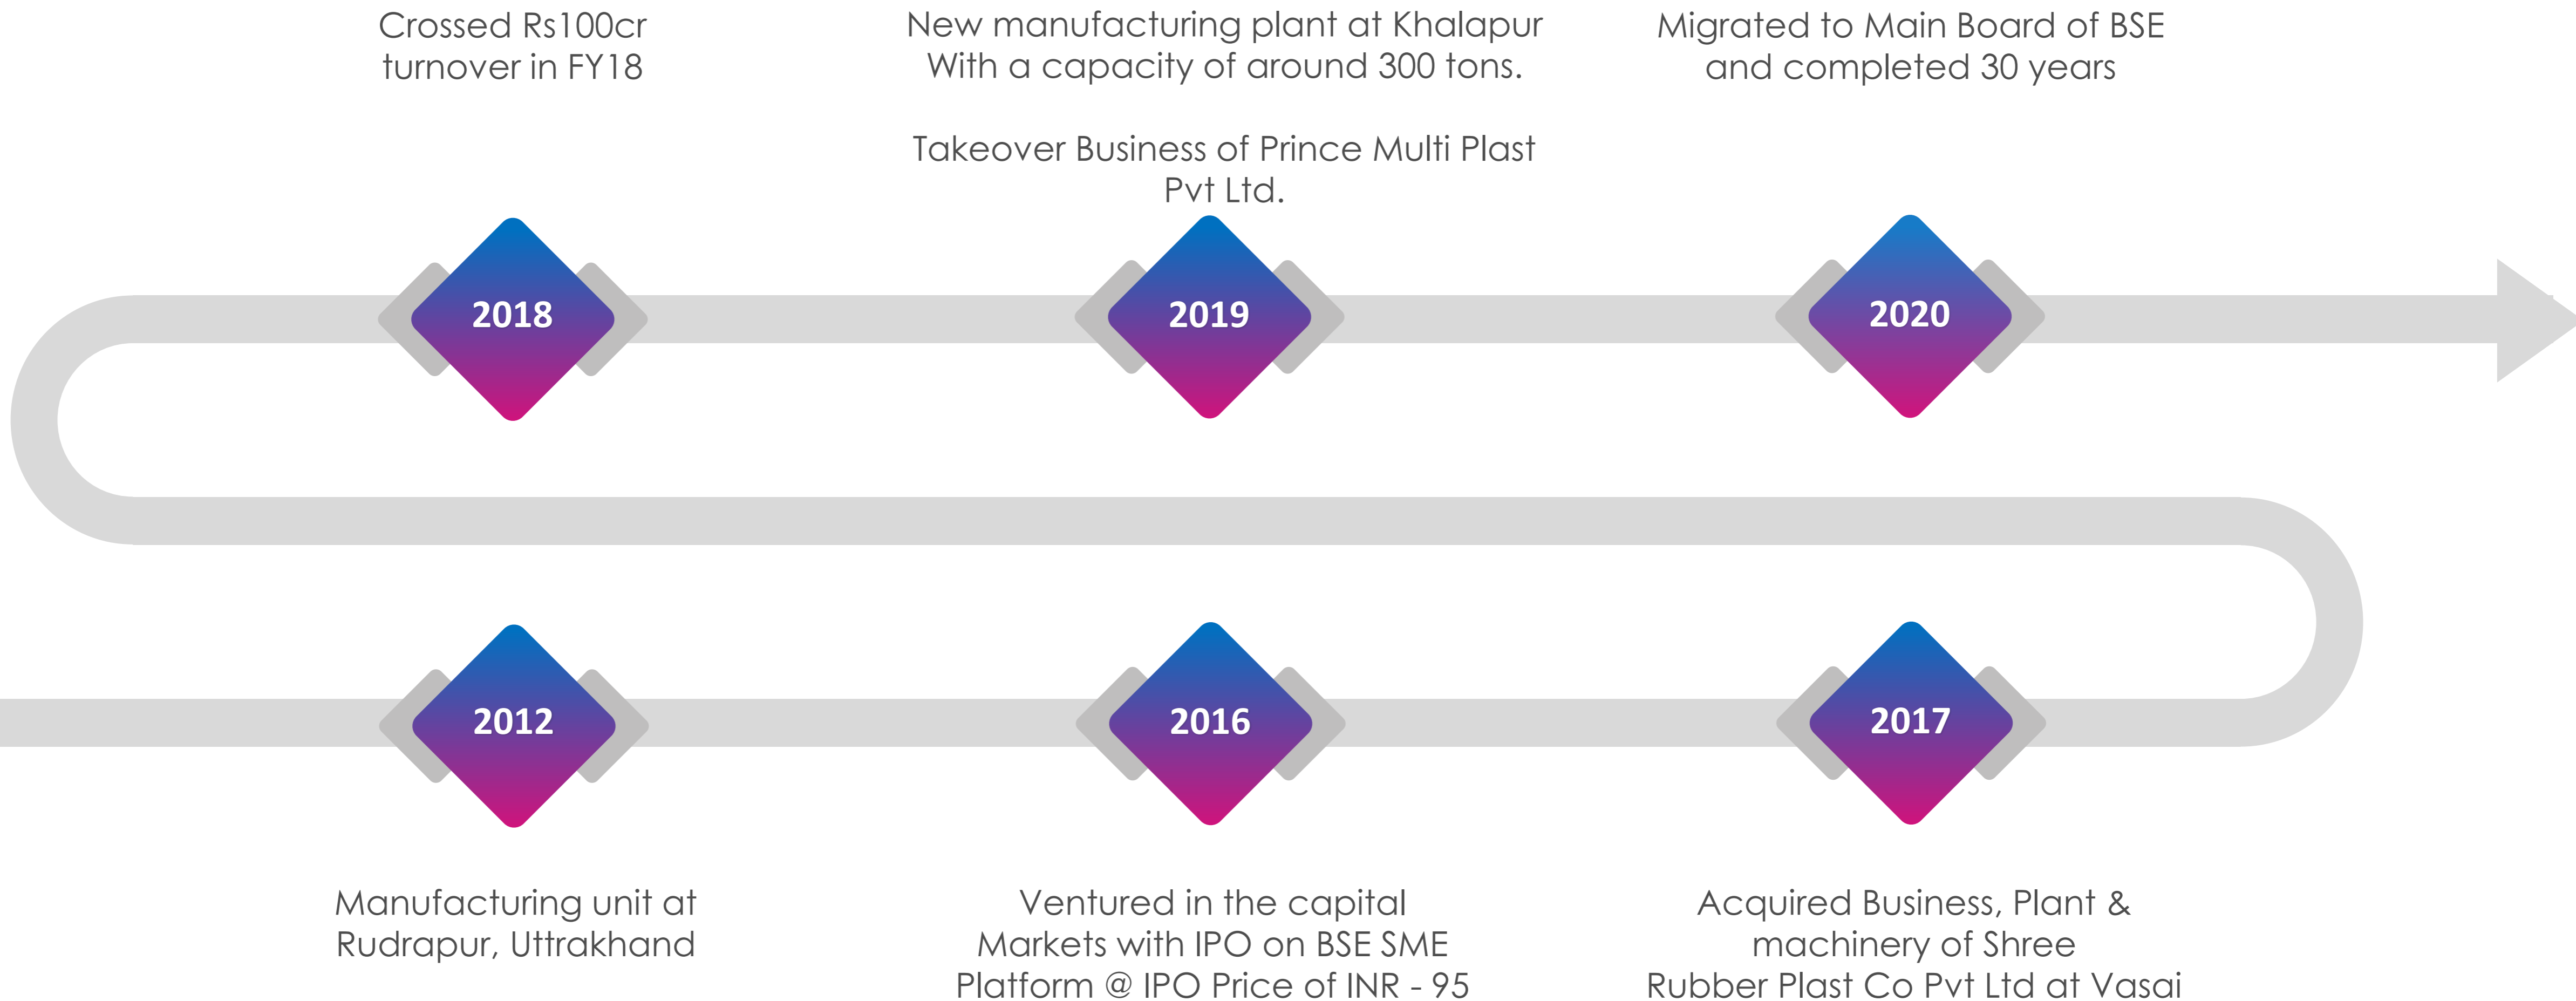 Crossed Rs100cr
turnover in FY18
New manufacturing plant at Khalapur
With a capacity of around 300 tons.
Takeover Business of Prince Multi Plast
Pvt Ltd.
Migrated to Main Board of BSE
and completed 30 years
2018
2019
2020
2012
2016
2017
Manufacturing unit at
Rudrapur, Uttrakhand
Ventured in the capital
Markets with IPO on BSE SME
Platform @ IPO Price of INR - 95
Acquired Business, Plant &
machinery of Shree
Rubber Plast Co Pvt Ltd at Vasai